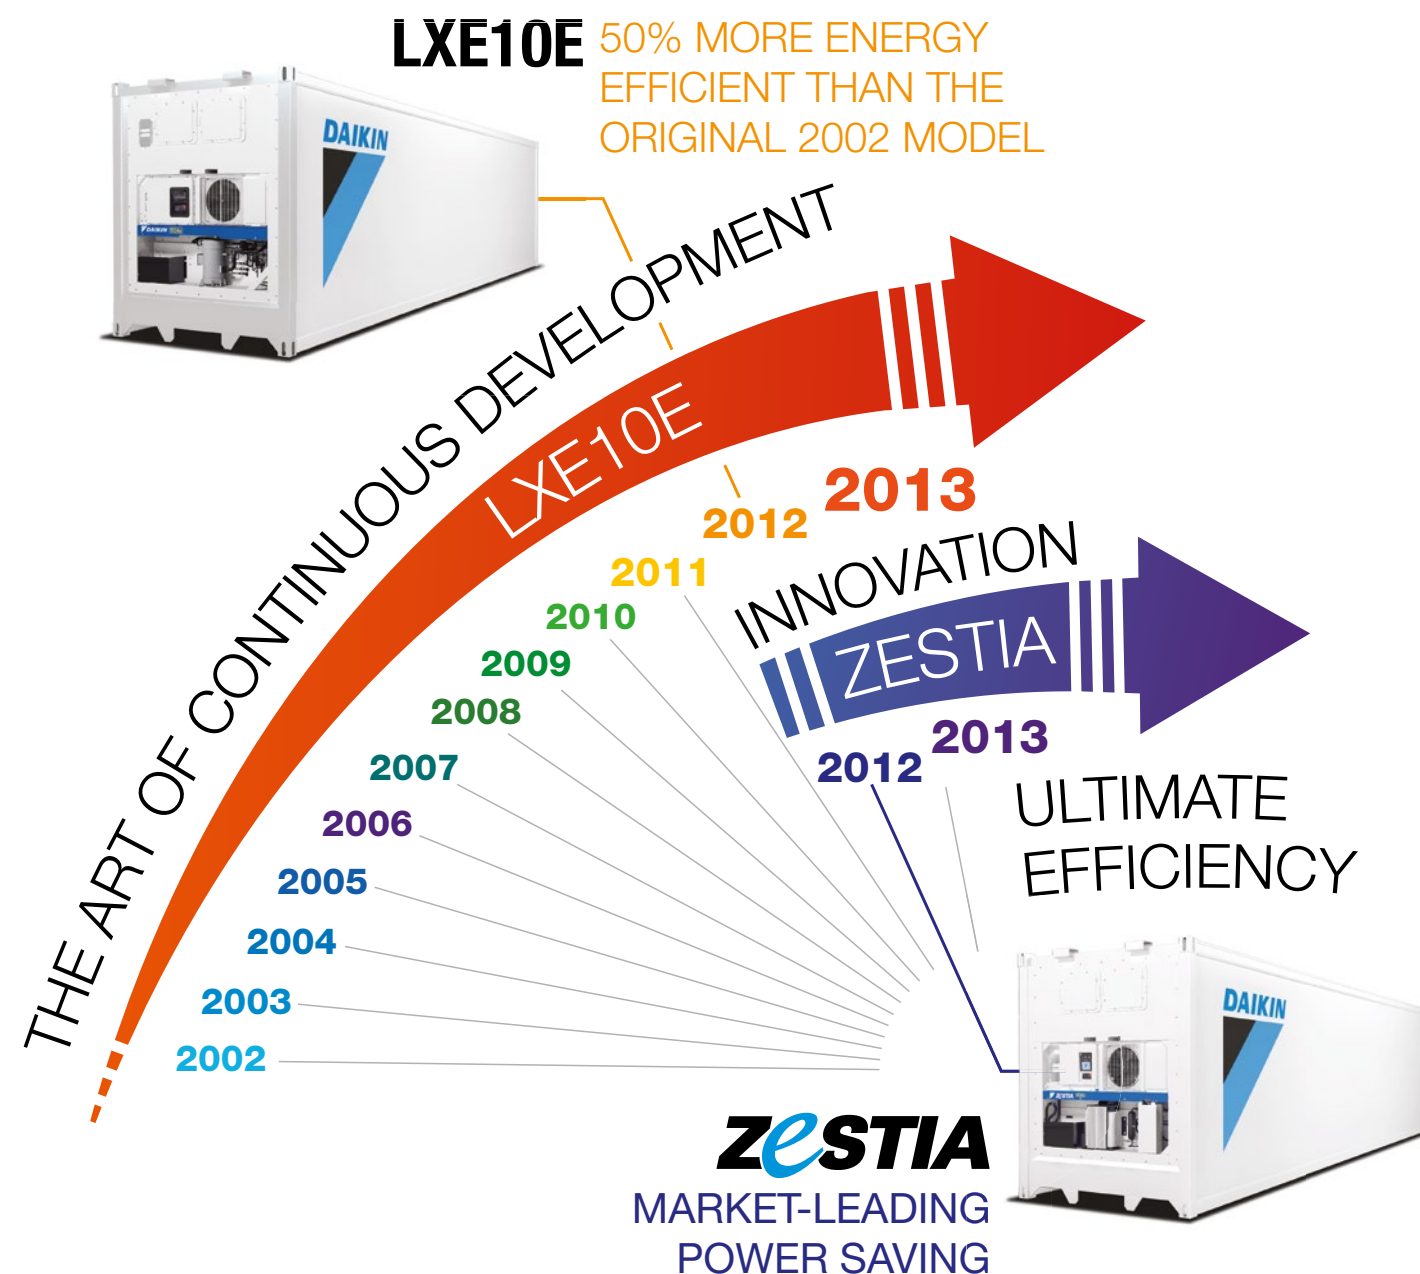 LXE10E
50% MORE ENERGY
EFFICIENT THAN THE
ORIGINAL 2002 MODEL
DAIKIN
DAIKIN
THE ART OF CONTINUOUS DEVELOPMENT
LXE10E
2013
2012
2011
2010
2009
2008
2007
2006
2005
2004
2003
2002
INNOVATION
ZESTIA
2013
2012
ULTIMATE
EFFICIENCY
DAIKIN
ZESTIA
ZeSTIA
MARKET-LEADING
POWER SAVING